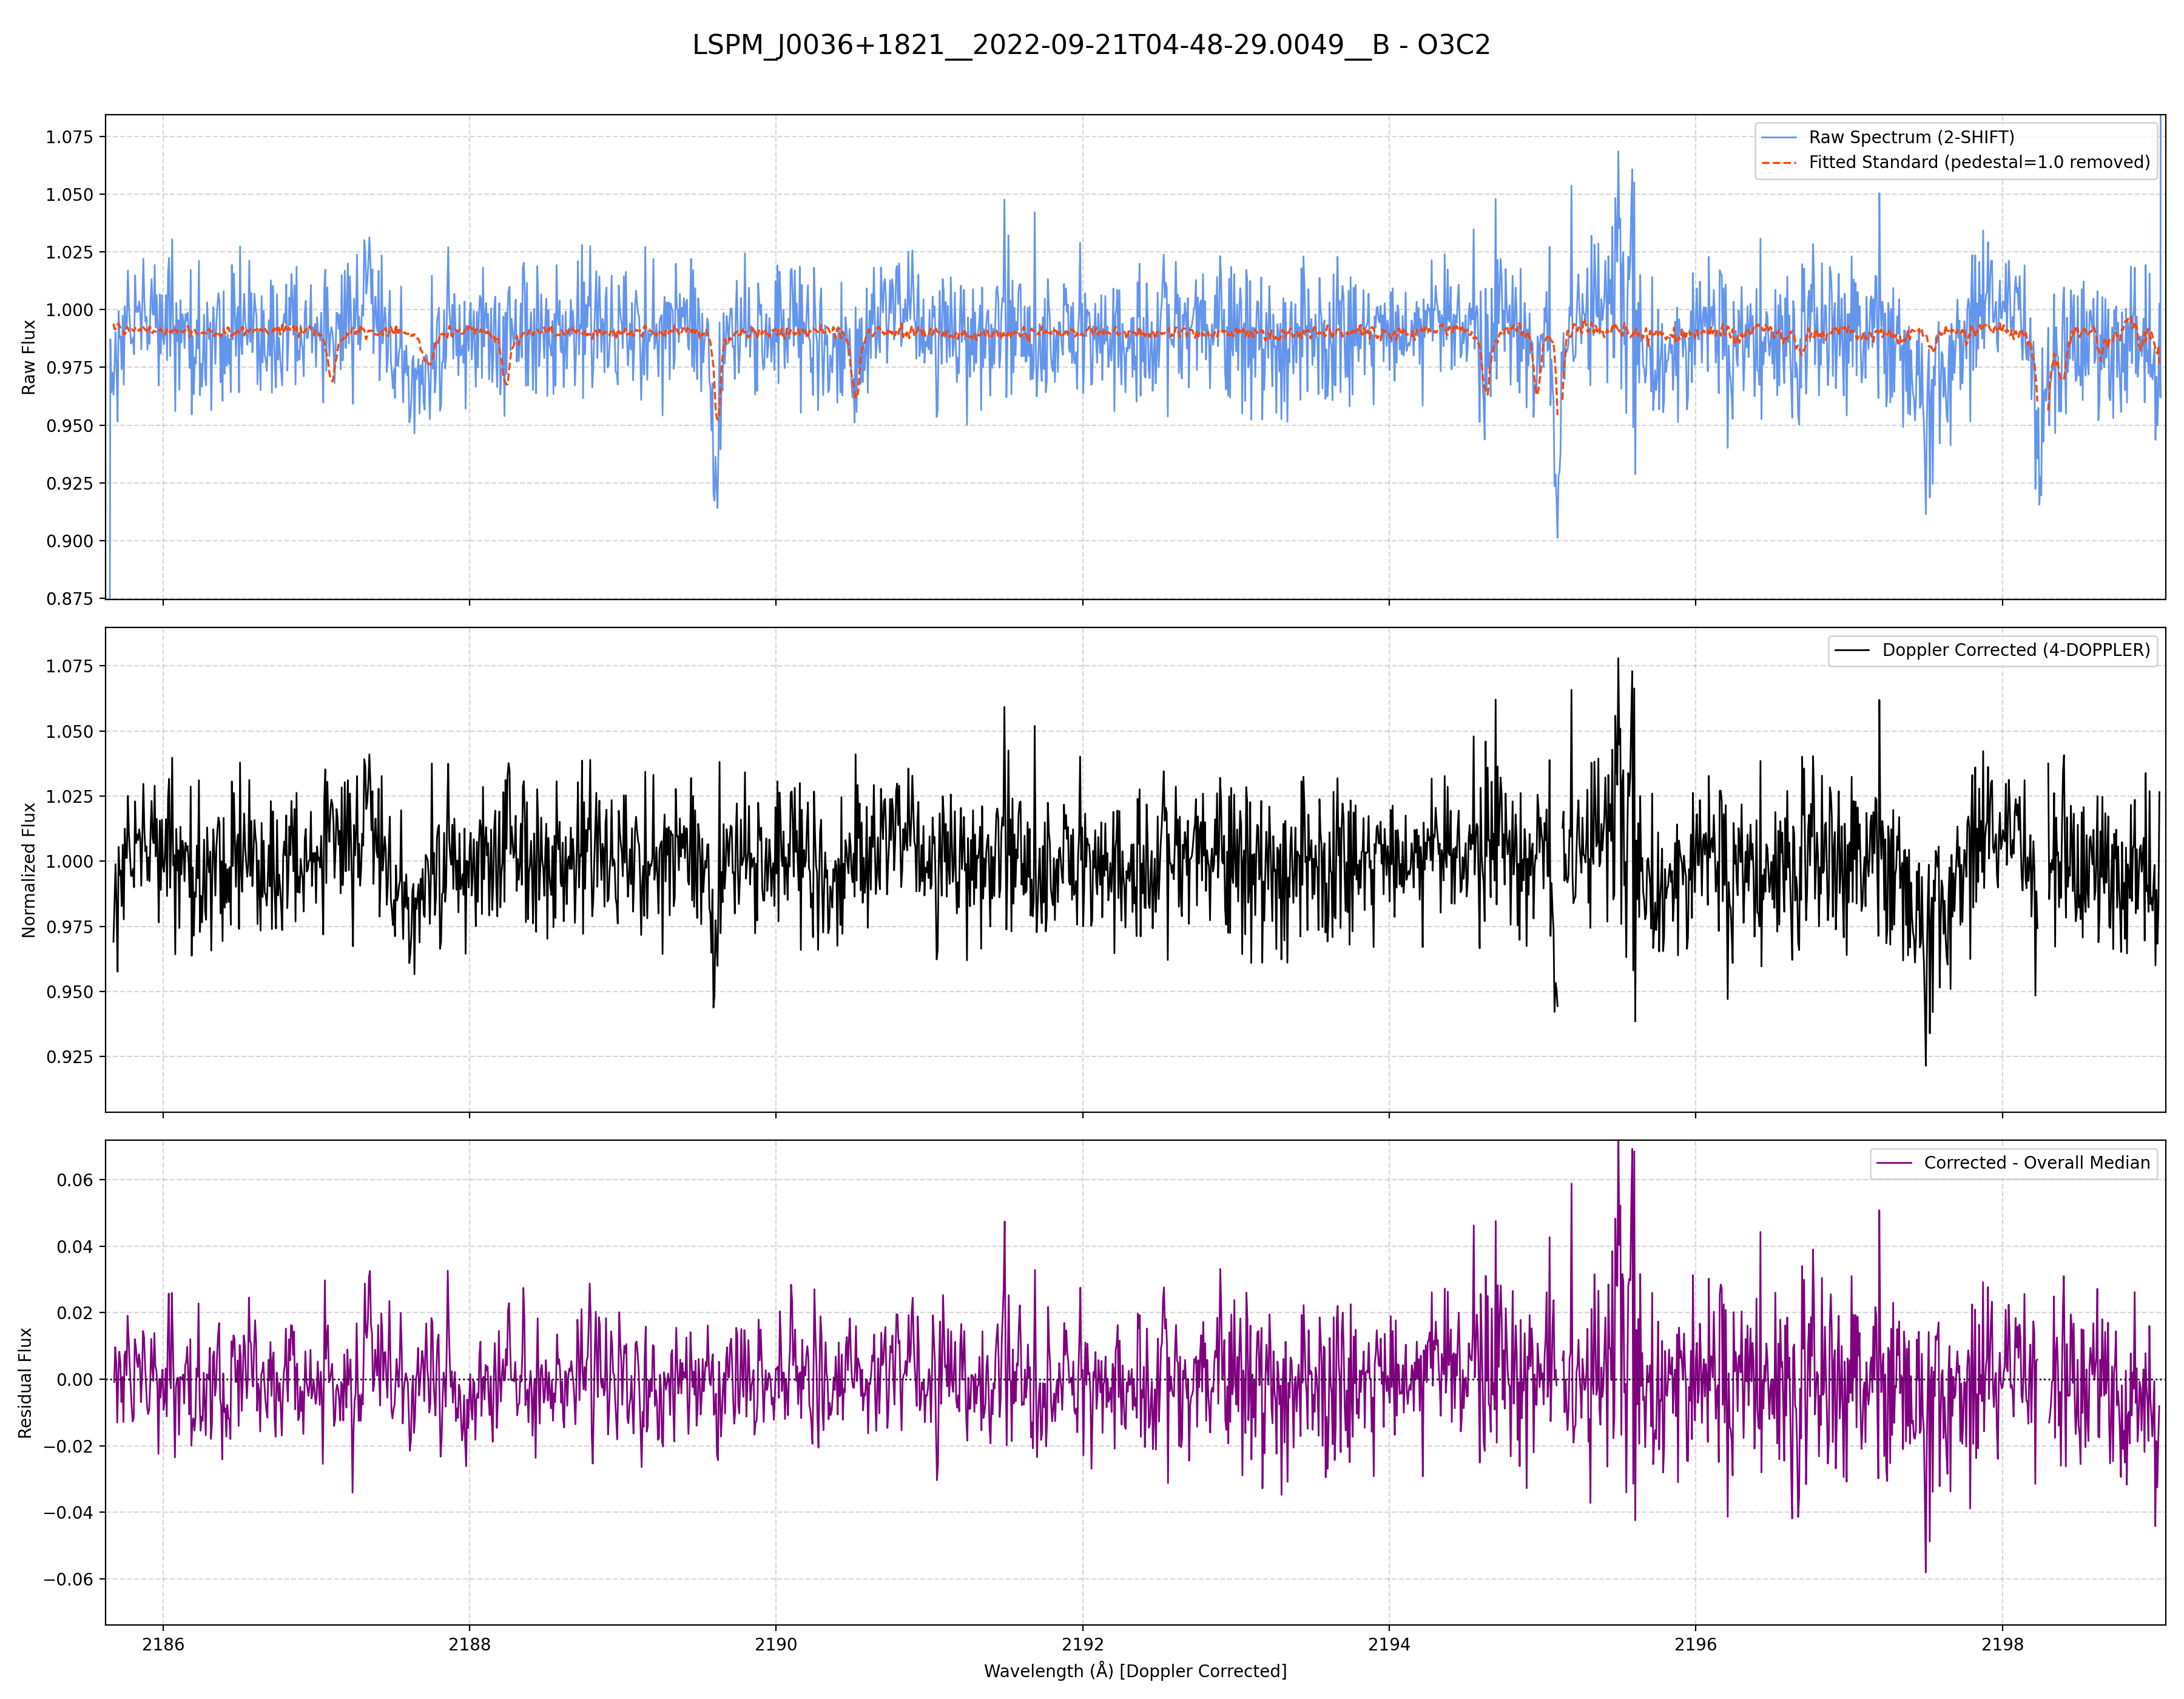 LSPM_J0036+1821__2022-09-21T04-48-29.0049__B - O3C2
Raw Flux
1.075
1.050
1.025
1.000
0.975
0.950
0.925
0.900
0.875
Raw Spectrum (2-SHIFT)
Fitted Standard (pedestal=1.0 removed)
Normalized Flux
1.075
1.050
1.025
1.000
0.975
0.950
0.925
Doppler Corrected (4-DOPPLER)
Residual Flux
0.06
0.04
0.02
0.00
−0.02
−0.04
−0.06
Corrected - Overall Median
2186 2188 2190 2192 2194 2196 2198
Wavelength (Å) [Doppler Corrected]